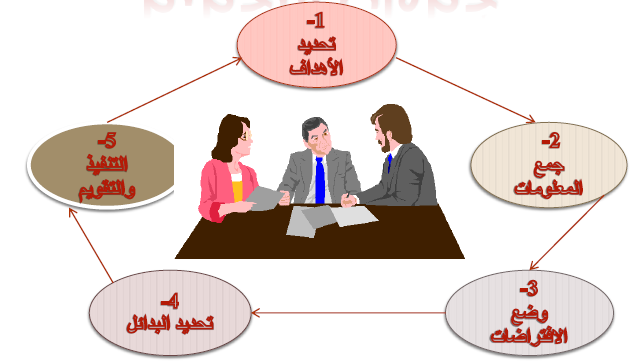 1-
تحديد
الأهداف
2-
جمع
المعلومات
3-
وضع
الافتراضات
4-
تحديد البدائل
5-
التنفيذ
والتقويم